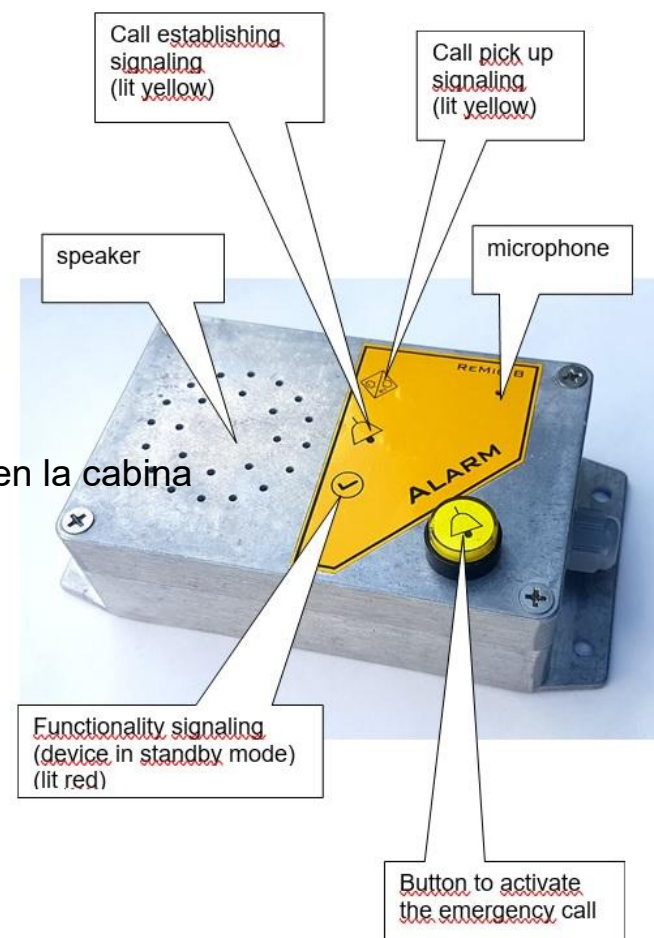 Call establishing
signaling
(lit yellow)
Call pick up
signaling
(lit yellow)
speaker
microphone
REMIC B
en la cabina
ALARM
Functionality signaling
(device in standby mode)
(lit red)
Button to activate
the emergency call